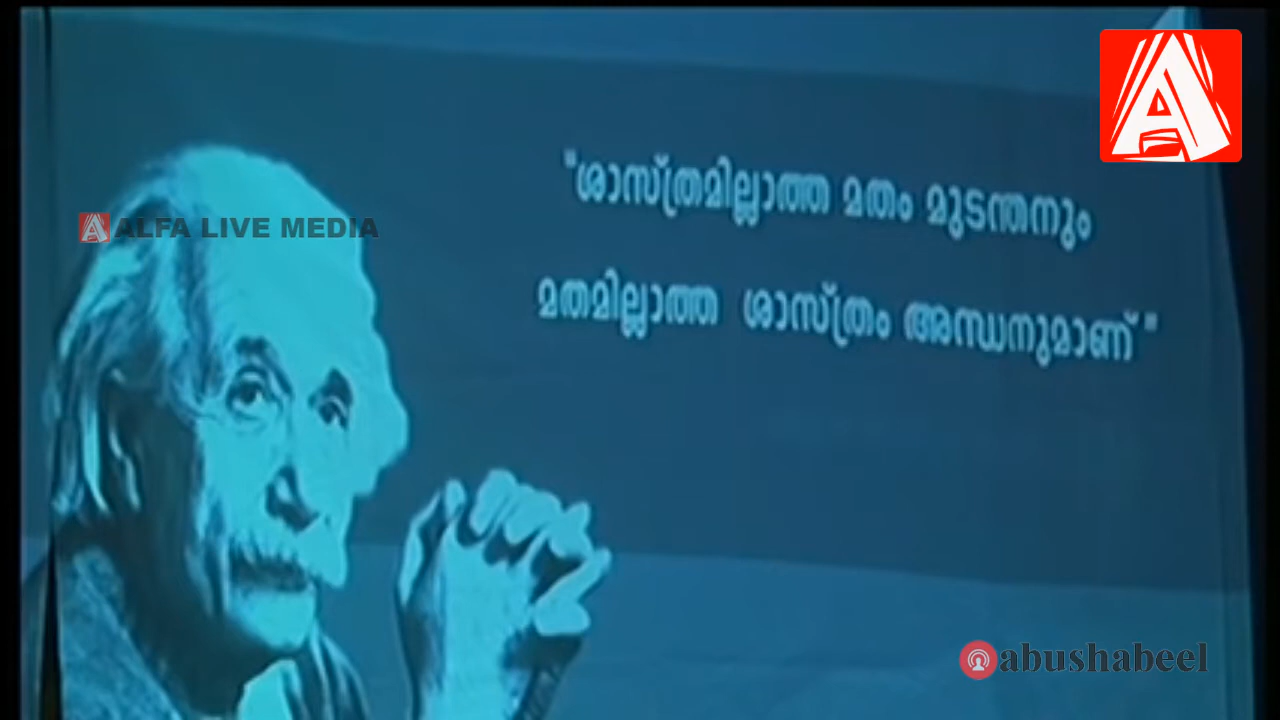 "ശാസ്ത്രമില്ലാത്ത മതം മുടന്തനും
മതമില്ലാത്ത ശാസ്ത്രം അന്ധനുമാണ്"
ALFA LIVE MEDIA
@abushabeel